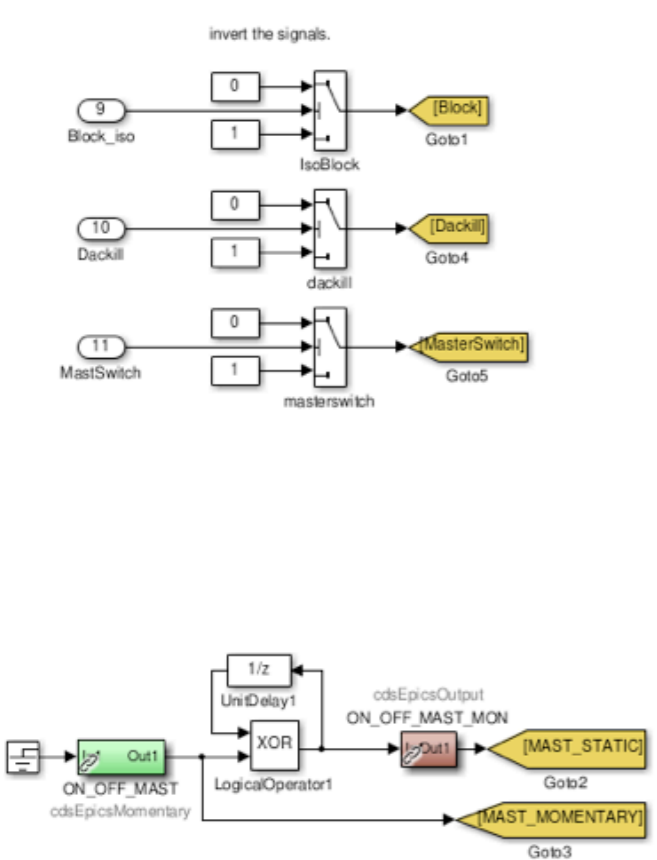 invert the signals.
0
9
[Block]
Block_iso
1
Goto1
IsoBlock
0
10
[Dackill]
Dackill
1
Goto4
dackill
0
11
[MasterSwitch]
MastSwitch
1
Goto5
masterswitch
1/z
UnitDelay1
cdsEpicsOutput
ON_OFF_MAST_MON
XOR
Out1
Out1
[MAST_STATIC]
ON_OFF_MAST
LogicalOperator1
Goto2
cdsEpicsMomentary
[MAST_MOMENTARY]
Goto3